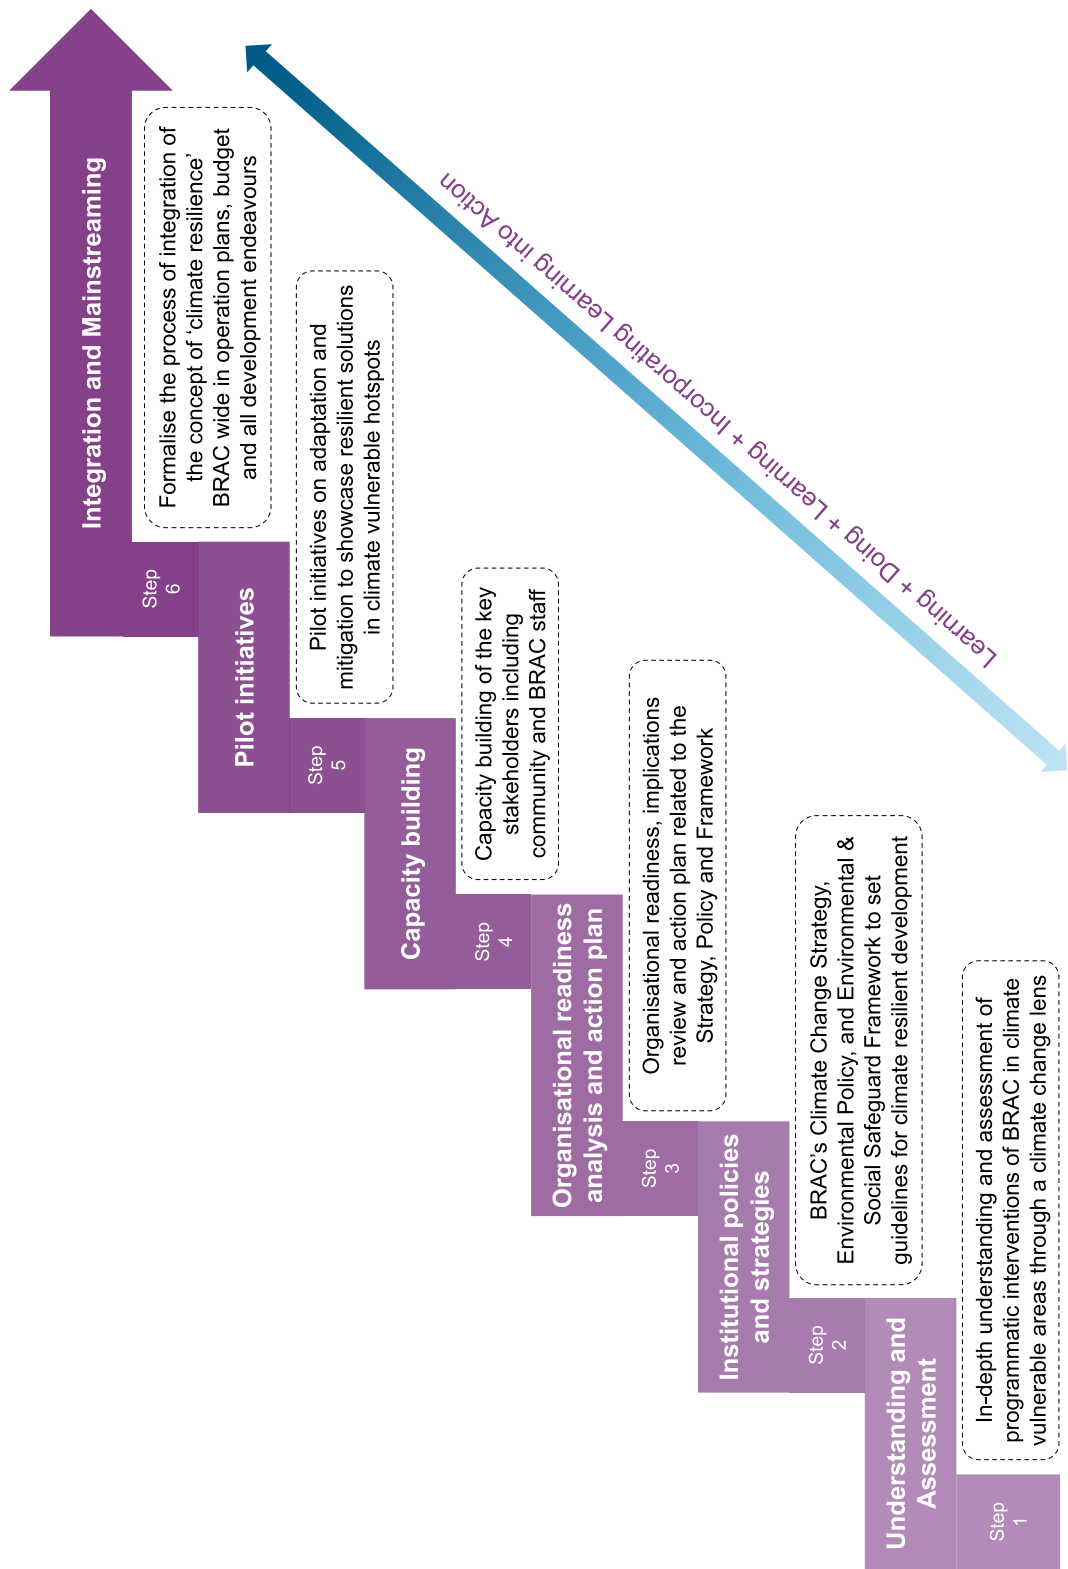 Integration and Mainstreaming
Step
6
Formalise the process of integration of
the concept of ‘climate resilience’
BRAC wide in operation plans, budget
and all development endeavours
Pilot initiatives
Step
5
Pilot initiatives on adaptation and
mitigation to showcase resilient solutions
in climate vulnerable hotspots
Capacity building
Step
4
Capacity building of the key
stakeholders including
community and BRAC staff
Organisational readiness
analysis and action plan
Step
3
Organisational readiness, implications
review and action plan related to the
Strategy, Policy and Framework
Institutional policies
and strategies
Step
2
BRAC’s Climate Change Strategy,
Environmental Policy, and Environmental &
Social Safeguard Framework to set
guidelines for climate resilient development
Understanding and
Assessment
Step
1
In-depth understanding and assessment of
programmatic interventions of BRAC in climate
vulnerable areas through a climate change lens
Learning + Doing + Learning + Incorporating Learning into Action